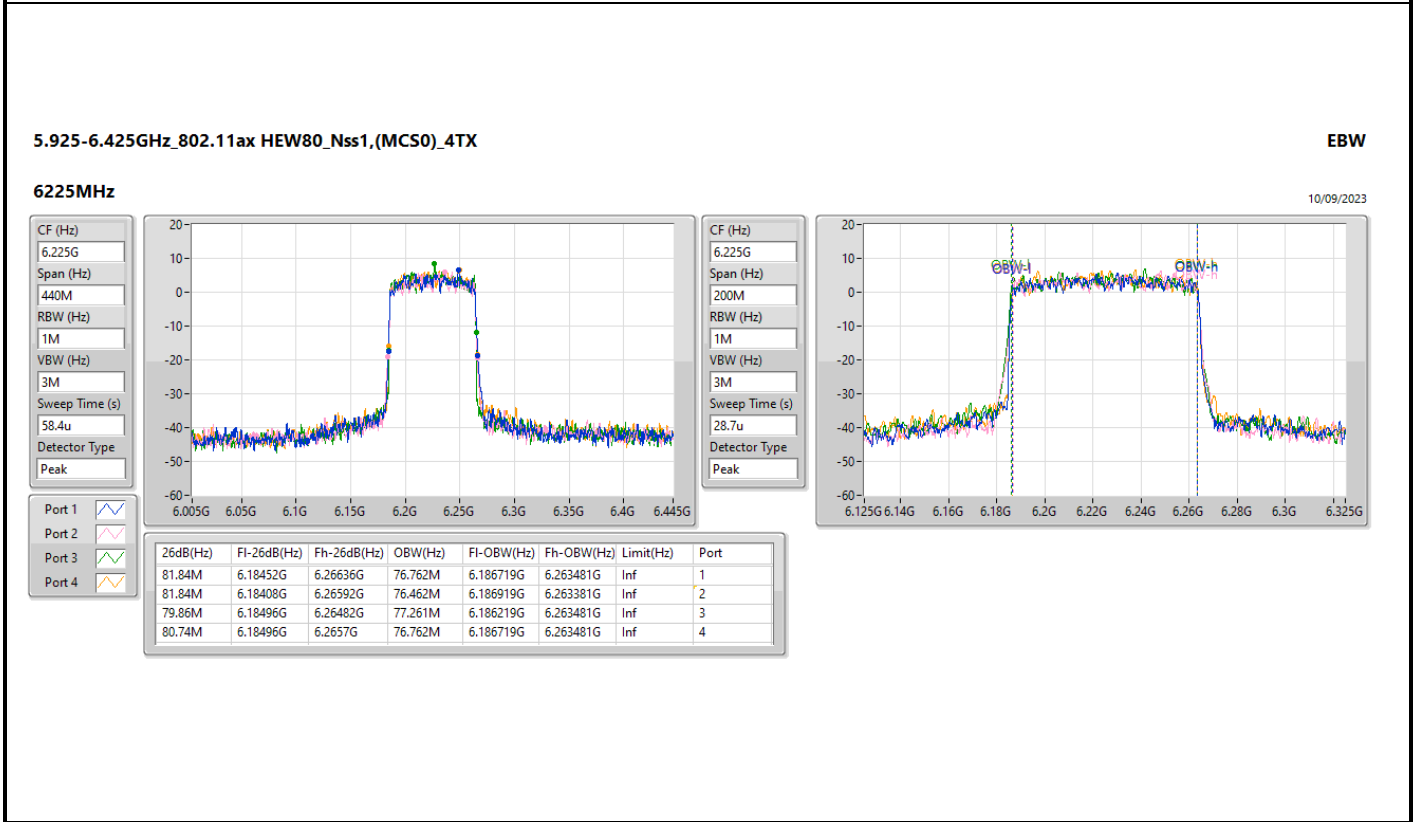 5.925-6.425GHz_802.11ax HEW80_Nss1,(MCS0)_4TX
EBW
6225MHz
10/09/2023
CF (Hz)
6.225G
Span (Hz)
440M
RBW (Hz)
1M
VBW (Hz)
3M
Sweep Time (s)
58.4u
Detector Type
Peak
20
10
0
-10
-20
-30
-40
-50
-60
6.005G 6.05G 6.1G 6.15G 6.2G 6.25G 6.3G 6.35G 6.4G 6.445G
CF (Hz)
6.225G
Span (Hz)
200M
RBW (Hz)
1M
VBW (Hz)
3M
Sweep Time (s)
28.7u
Detector Type
Peak
20
10
0
-10
-20
-30
-40
-50
-60
OBW-l OBW-h
6.125G 6.14G 6.16G 6.18G 6.2G 6.22G 6.24G 6.26G 6.28G 6.3G 6.325G
Port 1
Port 2
Port 3
Port 4
26dB(Hz) Fl-26dB(Hz) Fh-26dB(Hz) OBW(Hz) Fl-OBW(Hz) Fh-OBW(Hz) Limit(Hz) Port
81.84M 6.18452G 6.26636G 76.762M 6.186719G 6.263481G Inf 1
81.84M 6.18408G 6.26592G 76.462M 6.186919G 6.263381G Inf 2
79.86M 6.18496G 6.26482G 77.261M 6.186219G 6.263481G Inf 3
80.74M 6.18496G 6.2657G 76.762M 6.186719G 6.263481G Inf 4